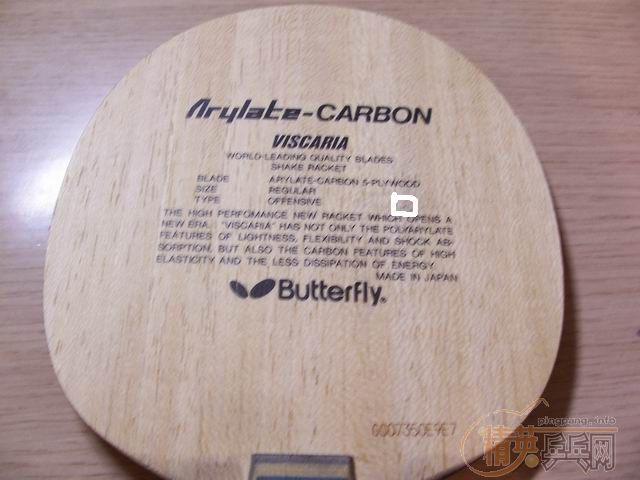 Arylate-CARBON
VISCARIA
WORLD-LEADING QUALITY BLADES
SHAKE RACKET
BLADE ARYLATE-CARBON 5-PLYWOOD
SIZE REGULAR
TYPE OFFENSIVE
THE HIGH PERFOMANCE NEW RACKET WHICH OPENS A
NEW ERA. "VISCARIA" HAS NOT ONLY THE POLYARYLATE
FEATURES OF LIGHTNESS, FLEXIBILITY AND SHOCK AB-
SORPTION, BUT ALSO THE CARBON FEATURES OF HIGH
ELASTICITY AND THE LESS DISSIPATION OF ENERGY.
MADE IN JAPAN
Butterfly®
pingpang.info
精英乒乓网